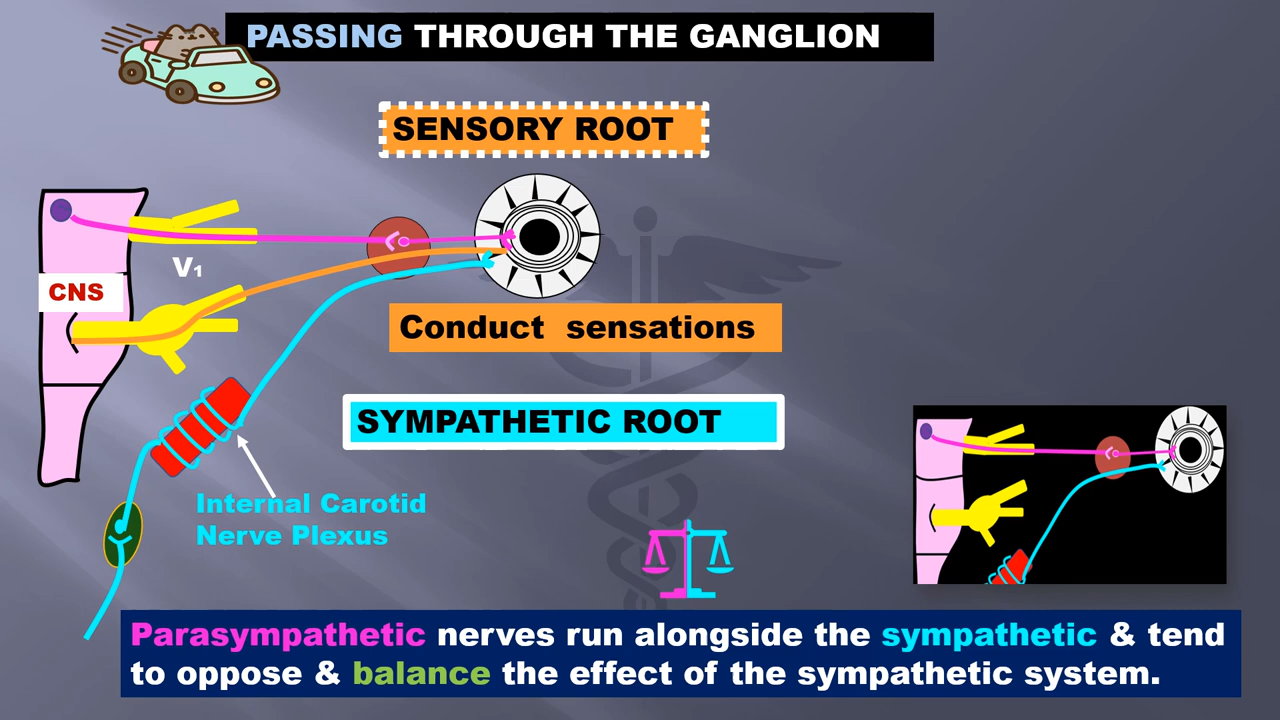 PASSING THROUGH THE GANGLION
SENSORY ROOT
V₁
CNS
Conduct sensations
SYMPATHETIC ROOT
Internal Carotid
Nerve Plexus
Parasympathetic nerves run alongside the sympathetic & tend
to oppose & balance the effect of the sympathetic system.